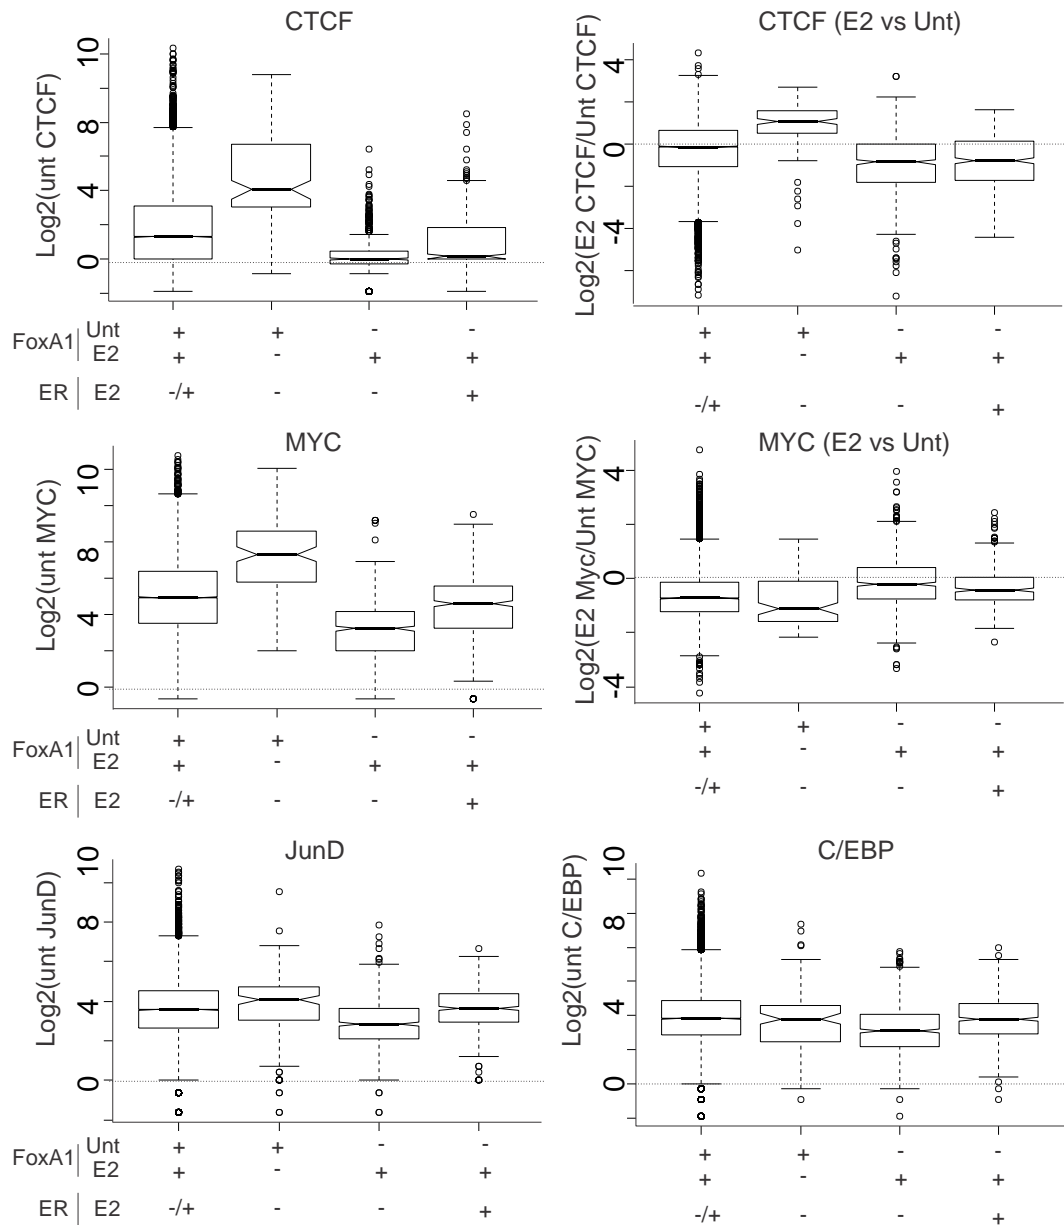 CTCF
Log2(unt CTCF)
10
8
4
0
FoxA1 Unt + + - -
E2 + - + +
ER E2 -/+ - - +
CTCF (E2 vs Unt)
Log2(E2 CTCF/Unt CTCF)
4
0
-4
+ + - -
+ - + +
-/+ - - +
MYC
Log2(unt MYC)
10
8
4
0
FoxA1 Unt + + - -
E2 + - + +
ER E2 -/+ - - +
MYC (E2 vs Unt)
Log2(E2 Myc/Unt MYC)
4
0
-4
+ + - -
+ - + +
-/+ - - +
JunD
Log2(unt JunD)
10
8
4
0
FoxA1 Unt + + - -
E2 + - + +
ER E2 -/+ - - +
C/EBP
Log2(unt C/EBP)
10
8
4
0
+ + - -
+ - + +
-/+ - - +